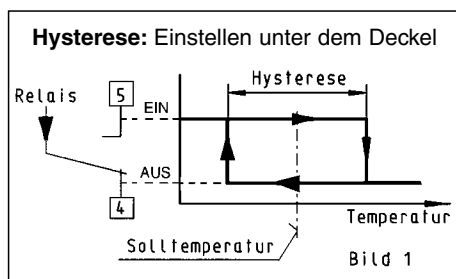 Hysterese: Einstellen unter dem Deckel
Hysterese
Relais
5
EIN
AUS
4
Temperatur
Solltemperatur
Bild 1